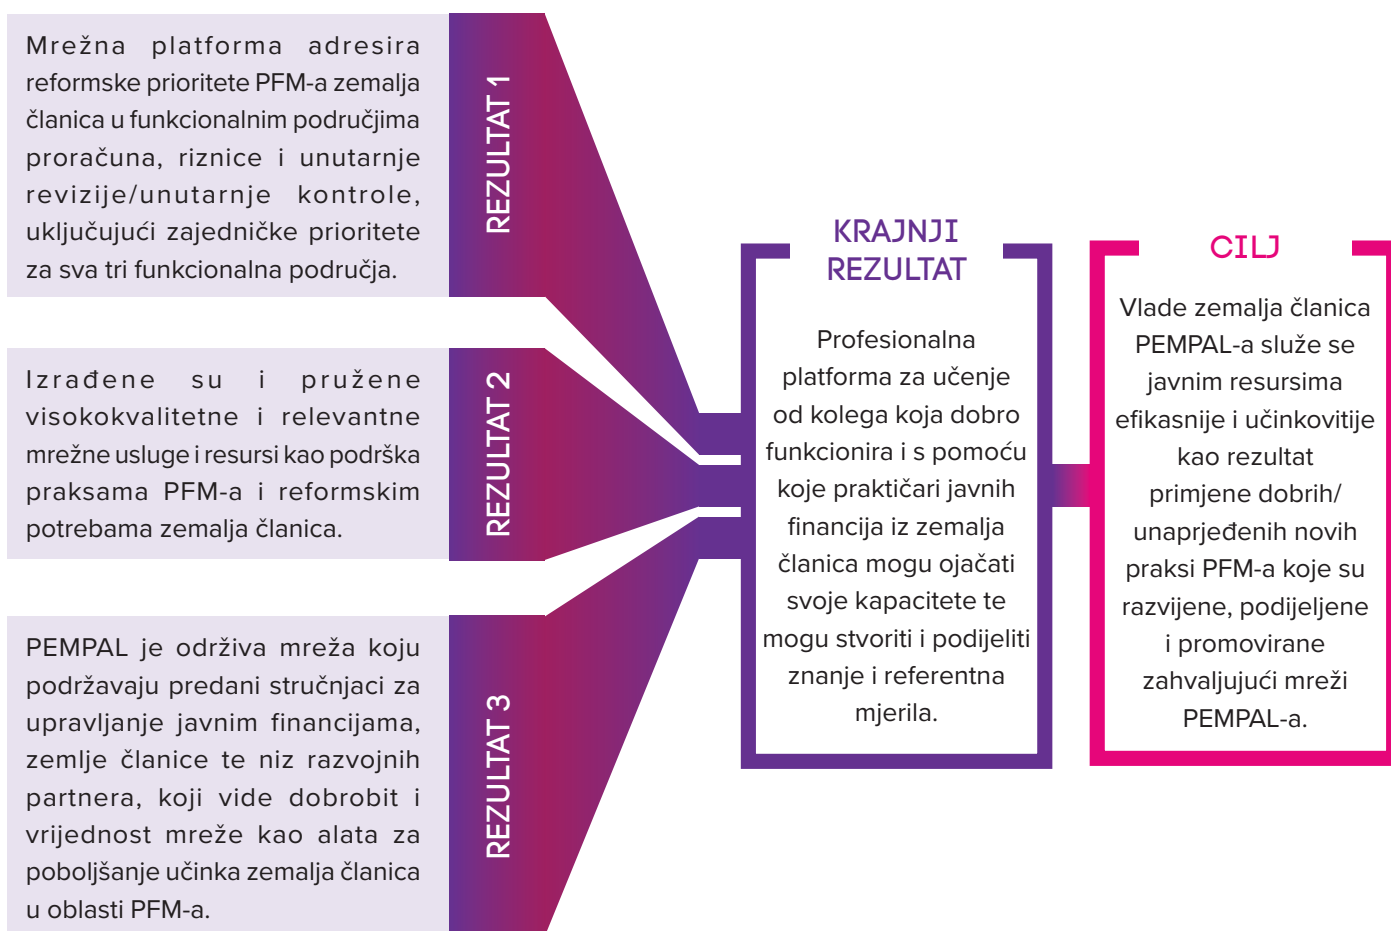 Mrežna platforma adresira
reformske prioritete PFM-a zemalja
članica u funkcionalnim područjima
proračuna, riznice i unutarnje
revizije/unutarnje kontrole,
uključujući zajedničke prioritete
za sva tri funkcionalna područja.
REZULTAT 1
Izrađene su i pružene
visokokvalitetne i relevantne
mrežne usluge i resursi kao podrška
praksama PFM-a i reformskim
potrebama zemalja članica.
REZULTAT 2
PEMPAL je održiva mreža koju
podržavaju predani stručnjaci za
upravljanje javnim financijama,
zemlje članice te niz razvojnih
partnera, koji vide dobrobit i
vrijednost mreže kao alata za
poboljšanje učinka zemalja članica
u oblasti PFM-a.
REZULTAT 3
KRAJNJI
REZULTAT
Profesionalna
platforma za učenje
od kolega koja dobro
funkcionira i s pomoću
koje praktičari javnih
financija iz zemalja
članica mogu ojačati
svoje kapacitete te
mogu stvoriti i podijeliti
znanje i referentna
mjerila.
CILJ
Vlade zemalja članica
PEMPAL-a služe se
javnim resursima
efikasnije i učinkovitije
kao rezultat
primjene dobrih/
unaprjeđenih novih
praksi PFM-a koje su
razvijene, podijeljene
i promovirane
zahvaljujući mreži
PEMPAL-a.